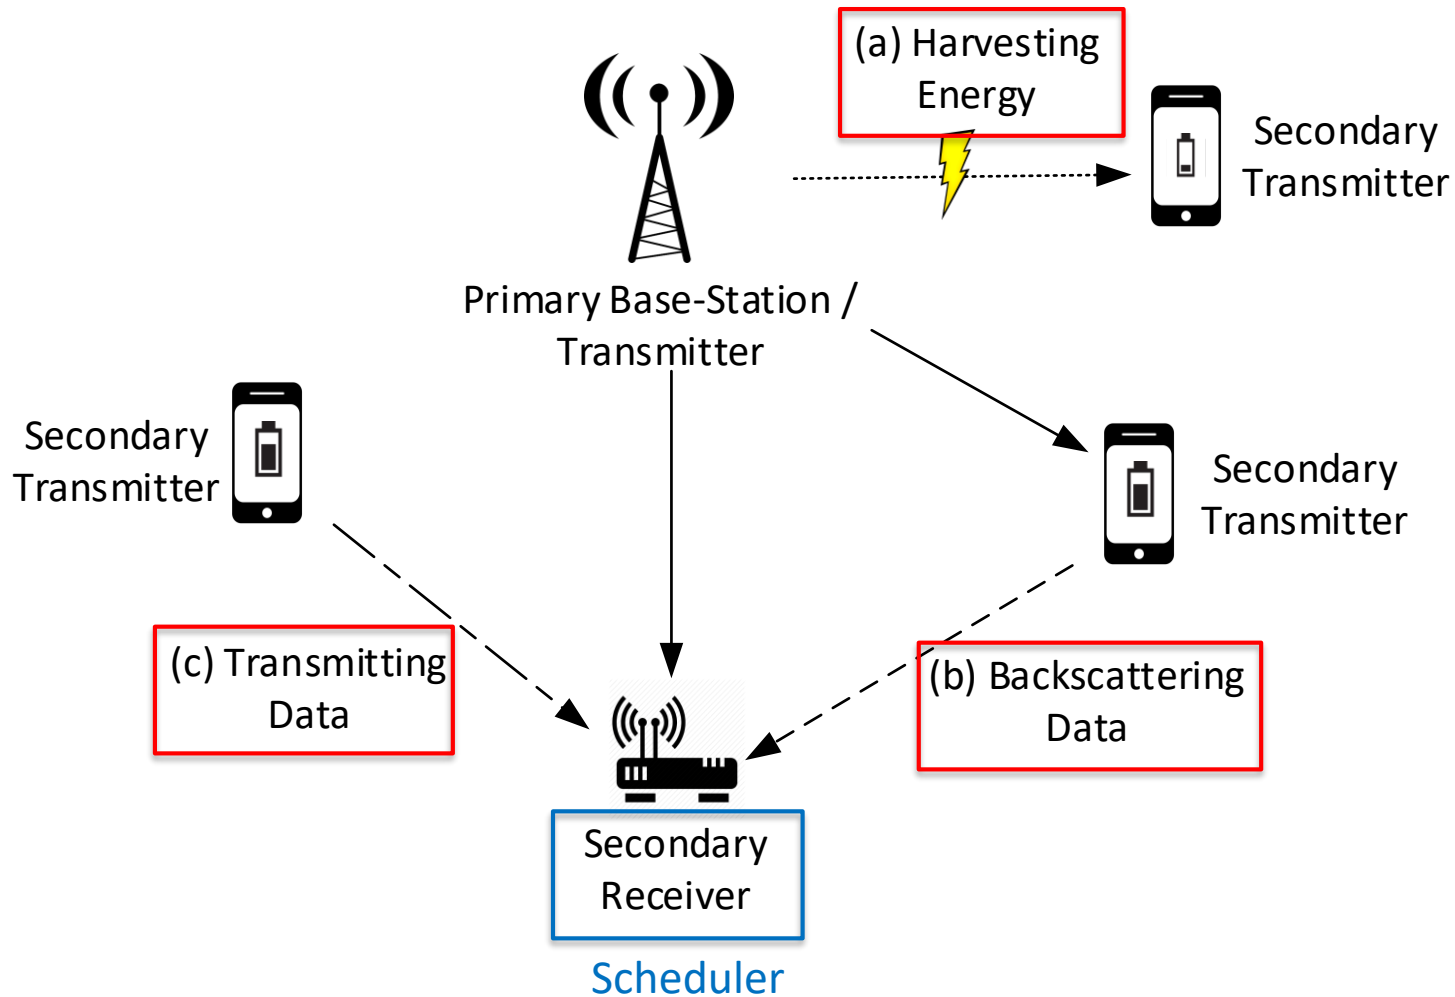 (a) Harvesting
Energy
Secondary
Transmitter
Primary Base-Station /
Transmitter
Secondary
Transmitter
Secondary
Transmitter
(c) Transmitting
Data
(b) Backscattering
Data
Secondary
Receiver
Scheduler